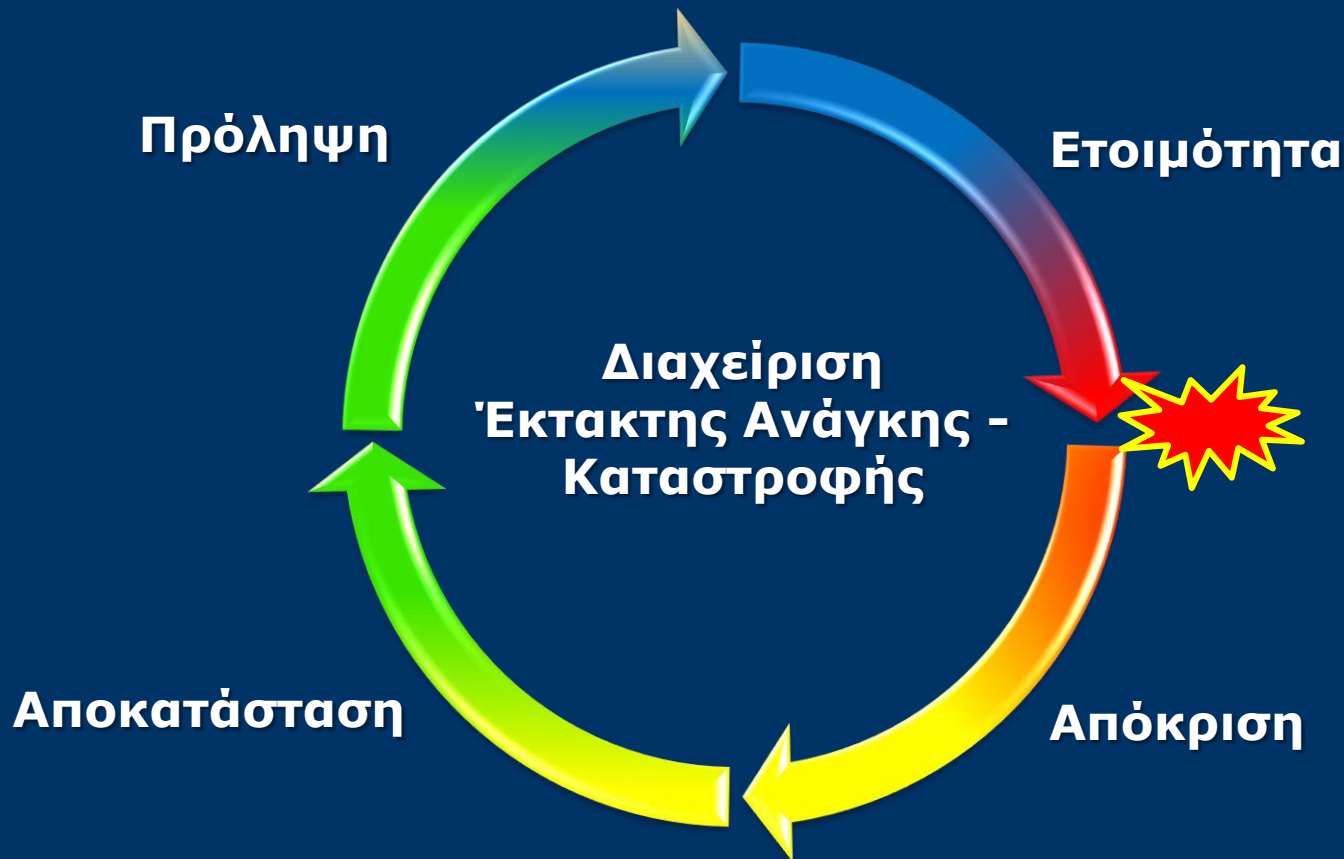 Πρόληψη
Ετοιμότητα
Διαχείριση
Έκτακτης Ανάγκης -
Καταστροφής
Αποκατάσταση
Απόκριση